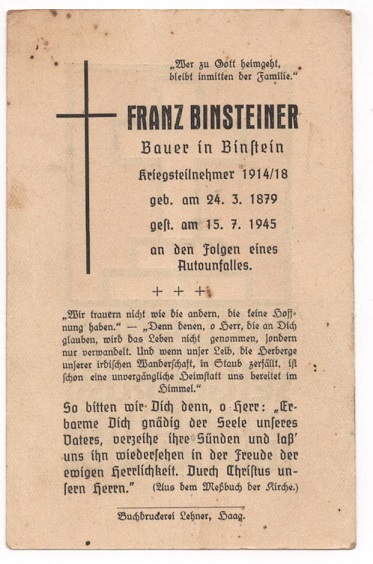 „Wer zu Gott heimgeht,
bleibt inmitten der Familie.“
FRANZ BINSTEINER
Bauer in Binstein
Kriegsteilnehmer 1914/18
geb. am 24. 3. 1879
gest. am 15. 7. 1945
an den Folgen eines
Autounfalles.
+ + +
„Wir trauern nicht wie die andern, die keine Hoff-
nung haben.“ — „Denn denen, o Herr, die an Dich
glauben, wird das Leben nicht genommen, sondern
nur verwandelt. Und wenn unser Leib, die Herberge
unserer irdischen Wanderschaft, in Staub zerfällt, ist
schon eine unvergängliche Heimstatt uns bereitet im
Himmel.“
So bitten wir Dich denn, o Herr: „Er-
barme Dich gnädig der Seele unseres
Vaters, verzeihe ihre Sünden und laß'
uns ihn wiedersehen in der Freude der
ewigen Herrlichkeit. Durch Christus un-
sern Herrn.“ (Aus dem Meßbuch der Kirche.)
Buchdruckerei Lehner, Haag.